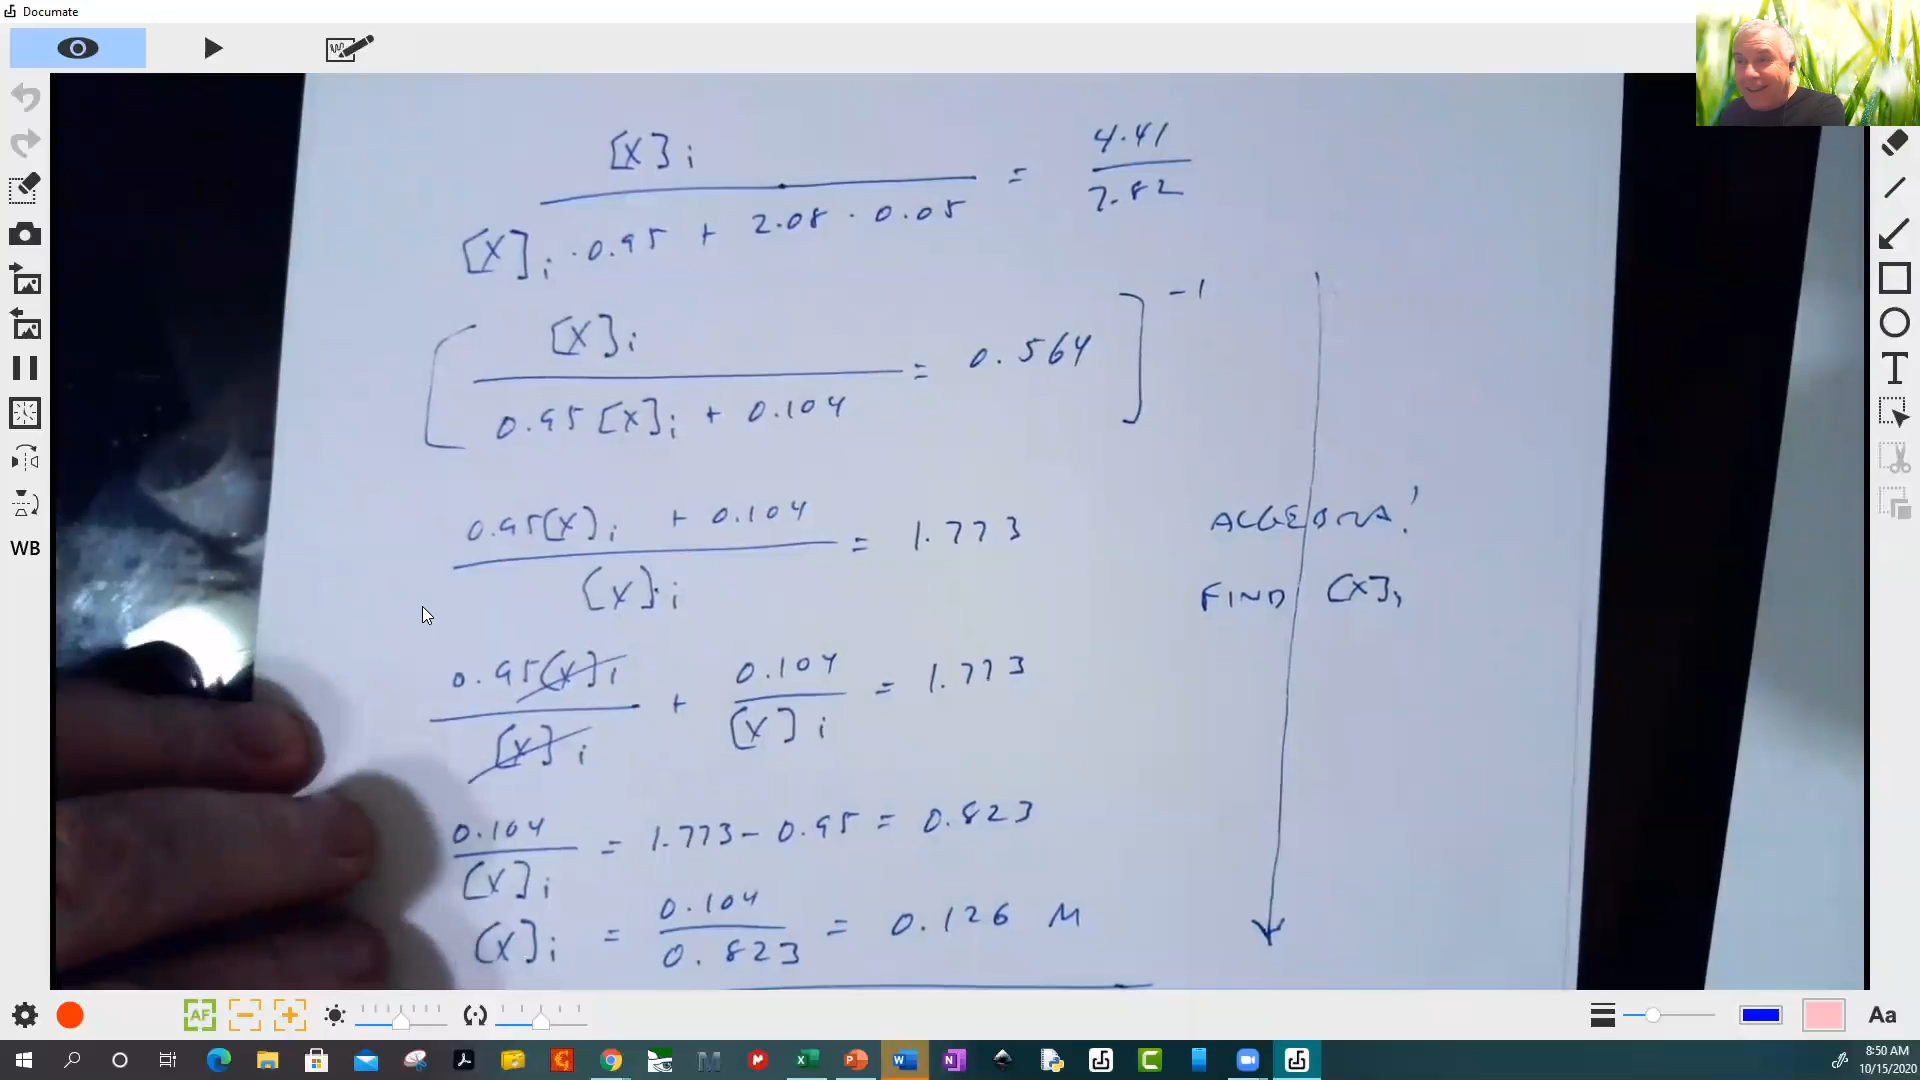 Documate
[X]i / [X]i · 0.95 + 2.08 · 0.05 = 4.41 / 7.82
[ [X]i / 0.95 [X]i + 0.104 = 0.564 ] -1
0.95[X]i + 0.104 / [X]i = 1.773
ALGEBRA!
FIND [X]i
0.95[X]i / [X]i + 0.104 / [X]i = 1.773
0.104 / [X]i = 1.773 - 0.95 = 0.823
[X]i = 0.104 / 0.823 = 0.126 M
T
WB
AF
Aa
8:50 AM
10/15/2020